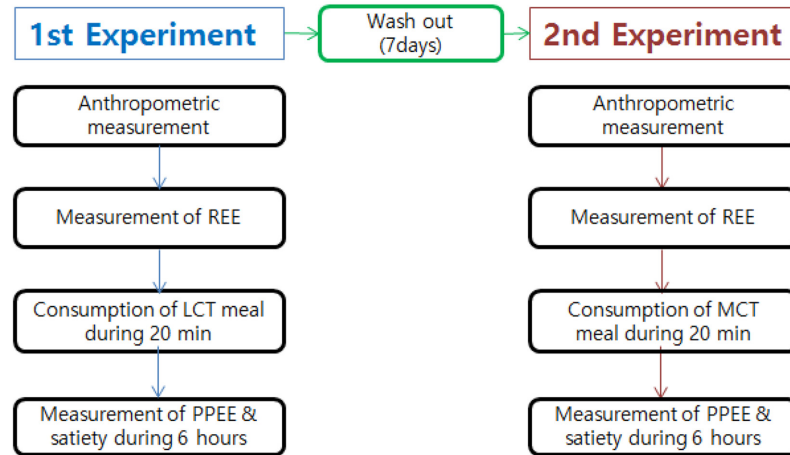 1st Experiment
Wash out
(7days)
2nd Experiment
Anthropometric
measurement
Measurement of REE
Consumption of LCT meal
during 20 min
Measurement of PPEE &
satiety during 6 hours
Anthropometric
measurement
Measurement of REE
Consumption of MCT
meal during 20 min
Measurement of PPEE &
satiety during 6 hours